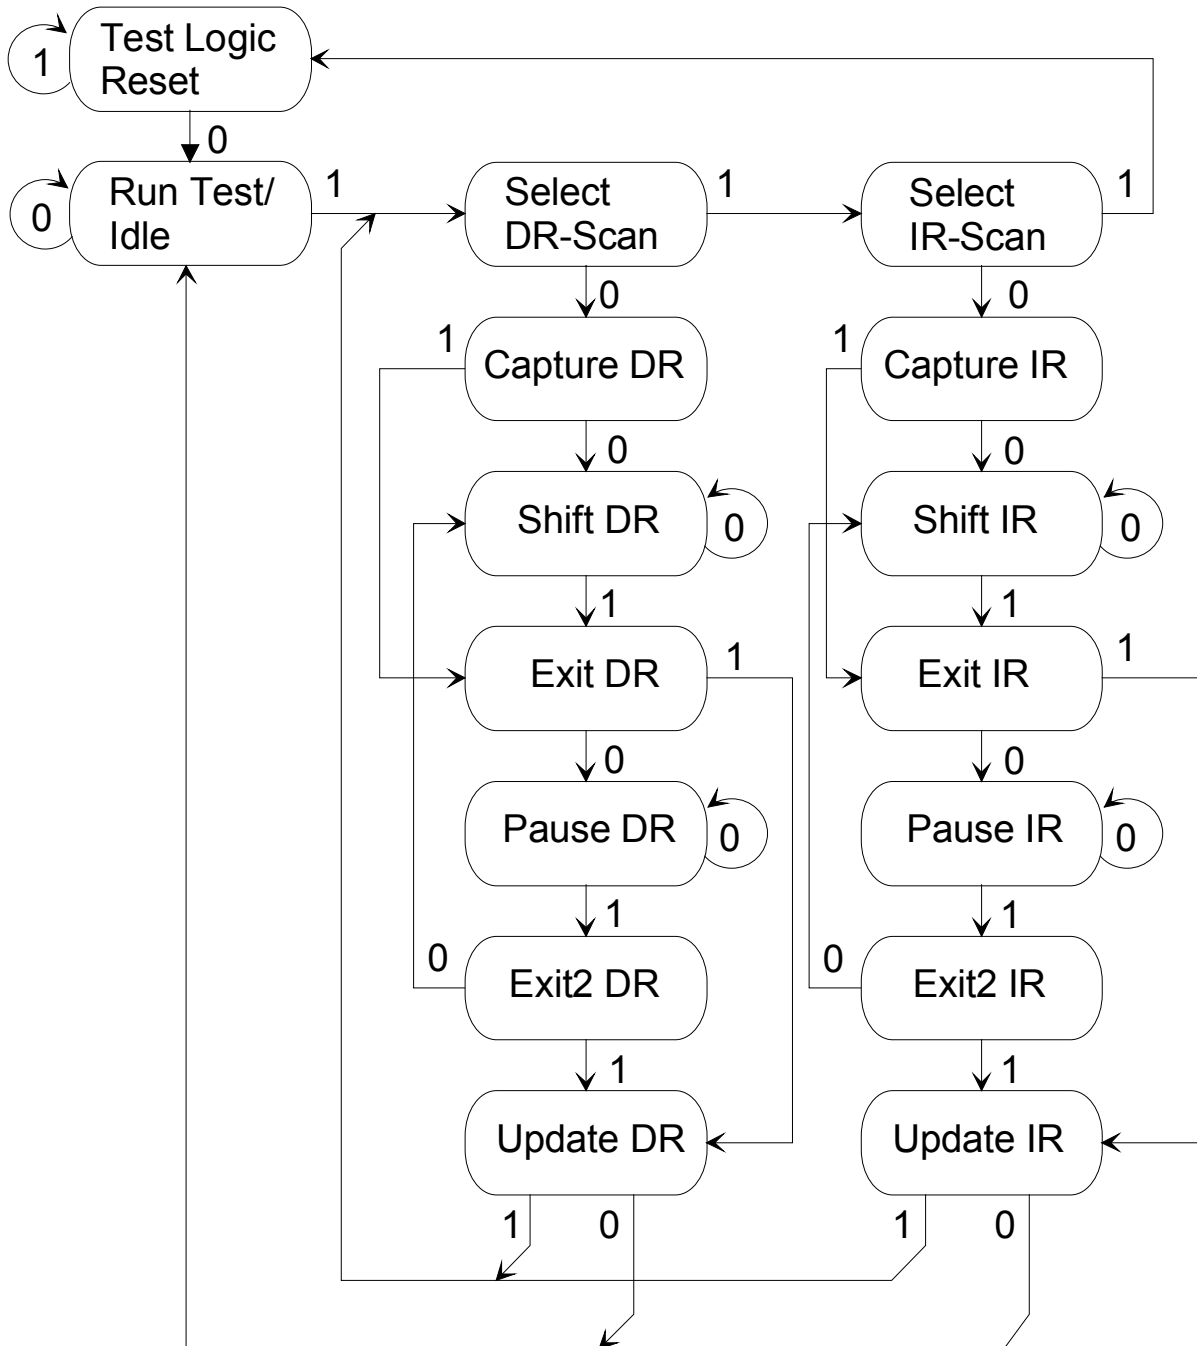 Test Logic
Reset
1
0
Run Test/
Idle
0
1
Select
DR-Scan
1
Select
IR-Scan
1
0
0
1
Capture DR
1
Capture IR
0
0
Shift DR
0
Shift IR
0
1
1
Exit DR
1
Exit IR
1
0
0
Pause DR
0
Pause IR
0
1
1
0
Exit2 DR
0
Exit2 IR
1
1
Update DR
Update IR
1
0
1
0